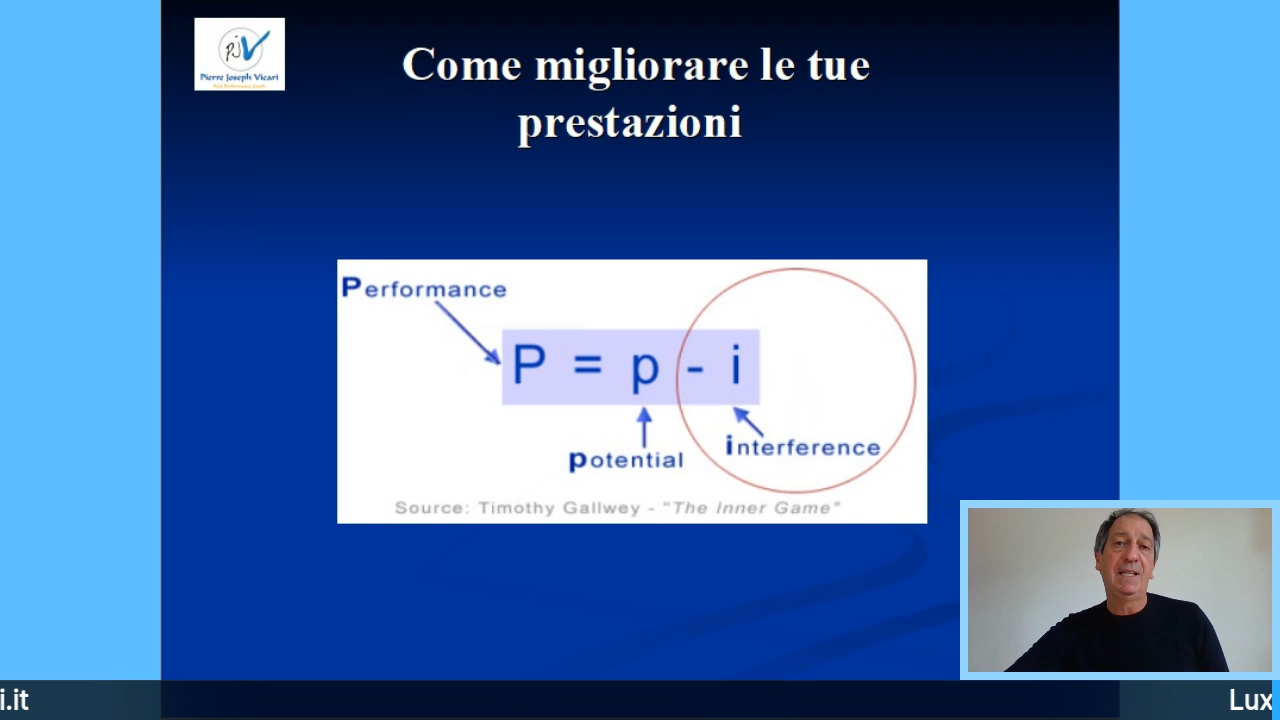 PJV
Pierre Joseph Vicari
Come migliorare le tue
prestazioni
Performance
P = p - i
potential
interference
Source: Timothy Gallwey - "The Inner Game"
i.it
Lux